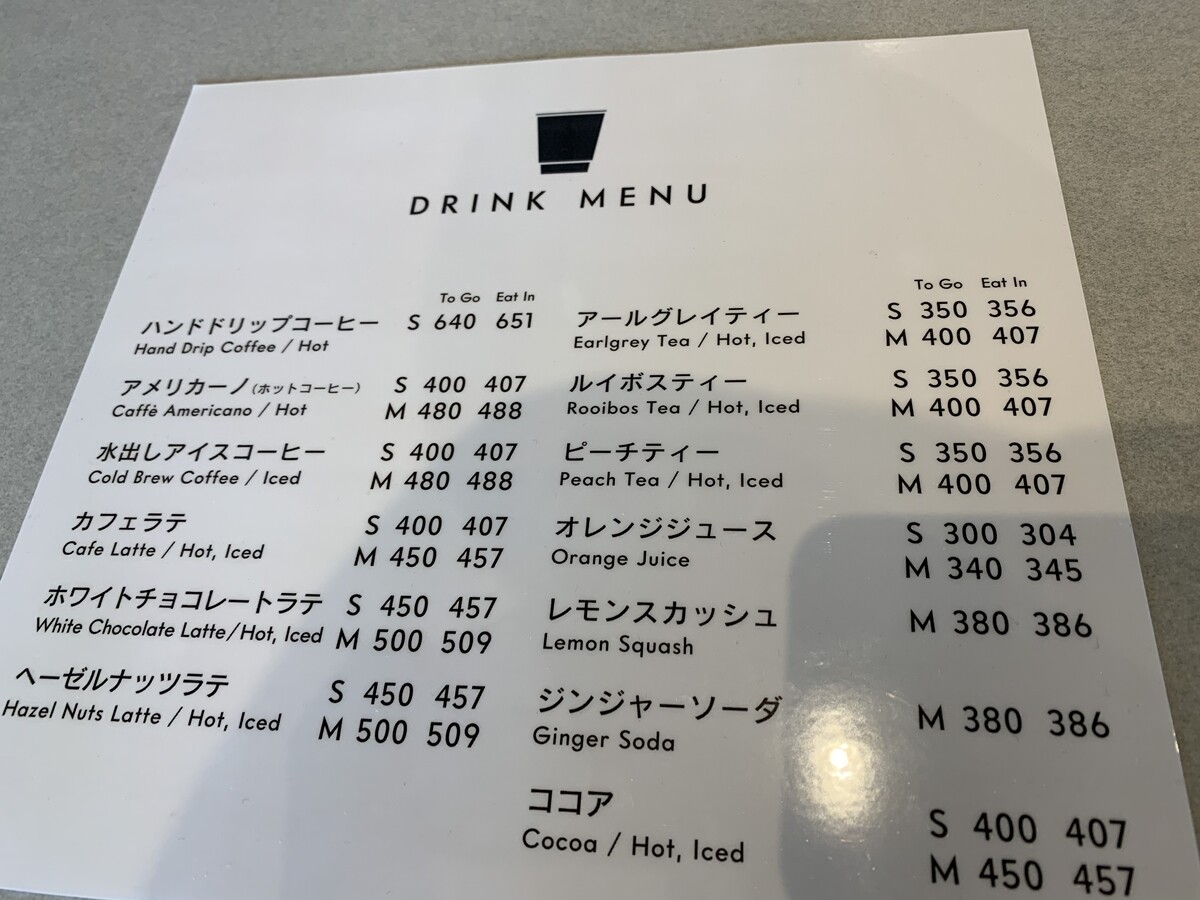 DRINK MENU
To Go Eat In
ハンドドリップコーヒー S 640 651
Hand Drip Coffee / Hot
アメリカーノ(ホットコーヒー) S 400 407
Caffè Americano / Hot M 480 488
水出しアイスコーヒー S 400 407
Cold Brew Coffee / Iced M 480 488
カフェラテ S 400 407
Cafe Latte / Hot, Iced M 450 457
ホワイトチョコレートラテ S 450 457
White Chocolate Latte/Hot, Iced M 500 509
ヘーゼルナッツラテ S 450 457
Hazel Nuts Latte / Hot, Iced M 500 509
To Go Eat In
アールグレイティー S 350 356
Earlgrey Tea / Hot, Iced M 400 407
ルイボスティー S 350 356
Rooibos Tea / Hot, Iced M 400 407
ピーチティー S 350 356
Peach Tea / Hot, Iced M 400 407
オレンジジュース S 300 304
Orange Juice M 340 345
レモンスカッシュ M 380 386
Lemon Squash
ジンジャーソーダ M 380 386
Ginger Soda
ココア S 400 407
Cocoa / Hot, Iced M 450 457